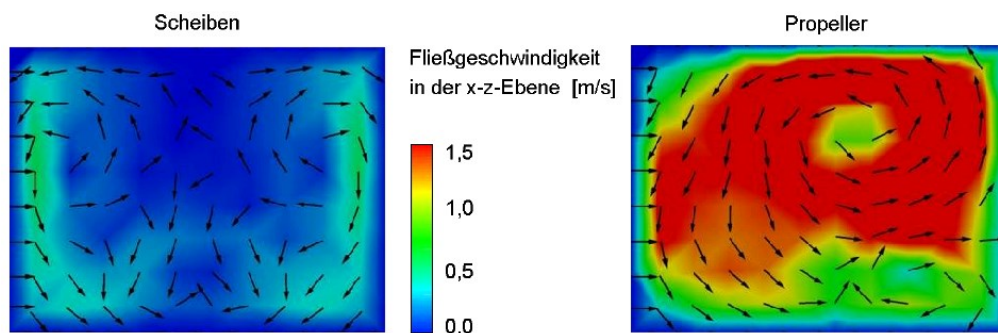 Scheiben
Fließgeschwindigkeit
in der x-z-Ebene [m/s]
1,5
1,0
0,5
0.0
Propeller